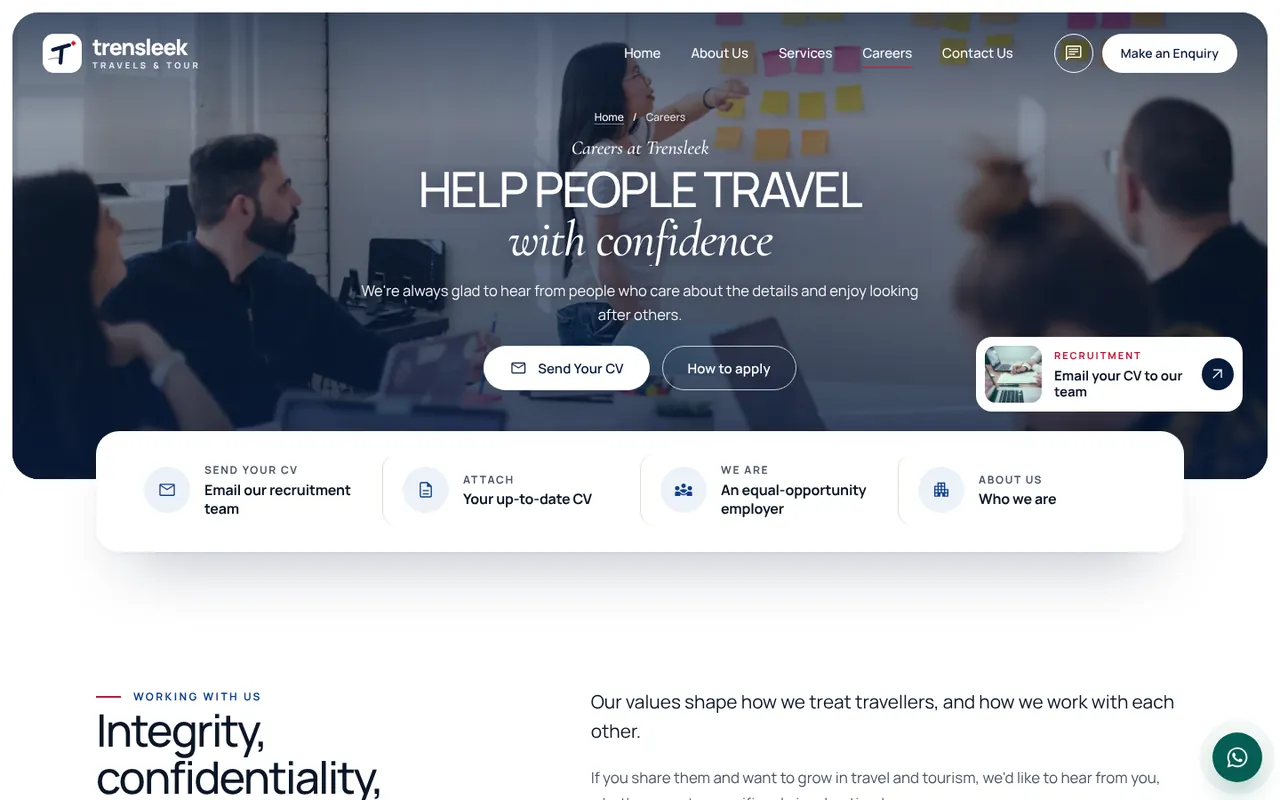 trensleek
TRAVELS & TOUR
Home
About Us
Services
Careers
Contact Us
Make an Enquiry
Home / Careers
Careers at Trensleek
HELP PEOPLE TRAVEL
with confidence
We're always glad to hear from people who care about the details and enjoy looking
after others.
Send Your CV
How to apply
RECRUITMENT
Email your CV to our
team
SEND YOUR CV
Email our recruitment
team
ATTACH
Your up-to-date CV
WE ARE
An equal-opportunity
employer
ABOUT US
Who we are
WORKING WITH US
Integrity,
confidentiality,
Our values shape how we treat travellers, and how we work with each
other.
If you share them and want to grow in travel and tourism, we'd like to hear from you,